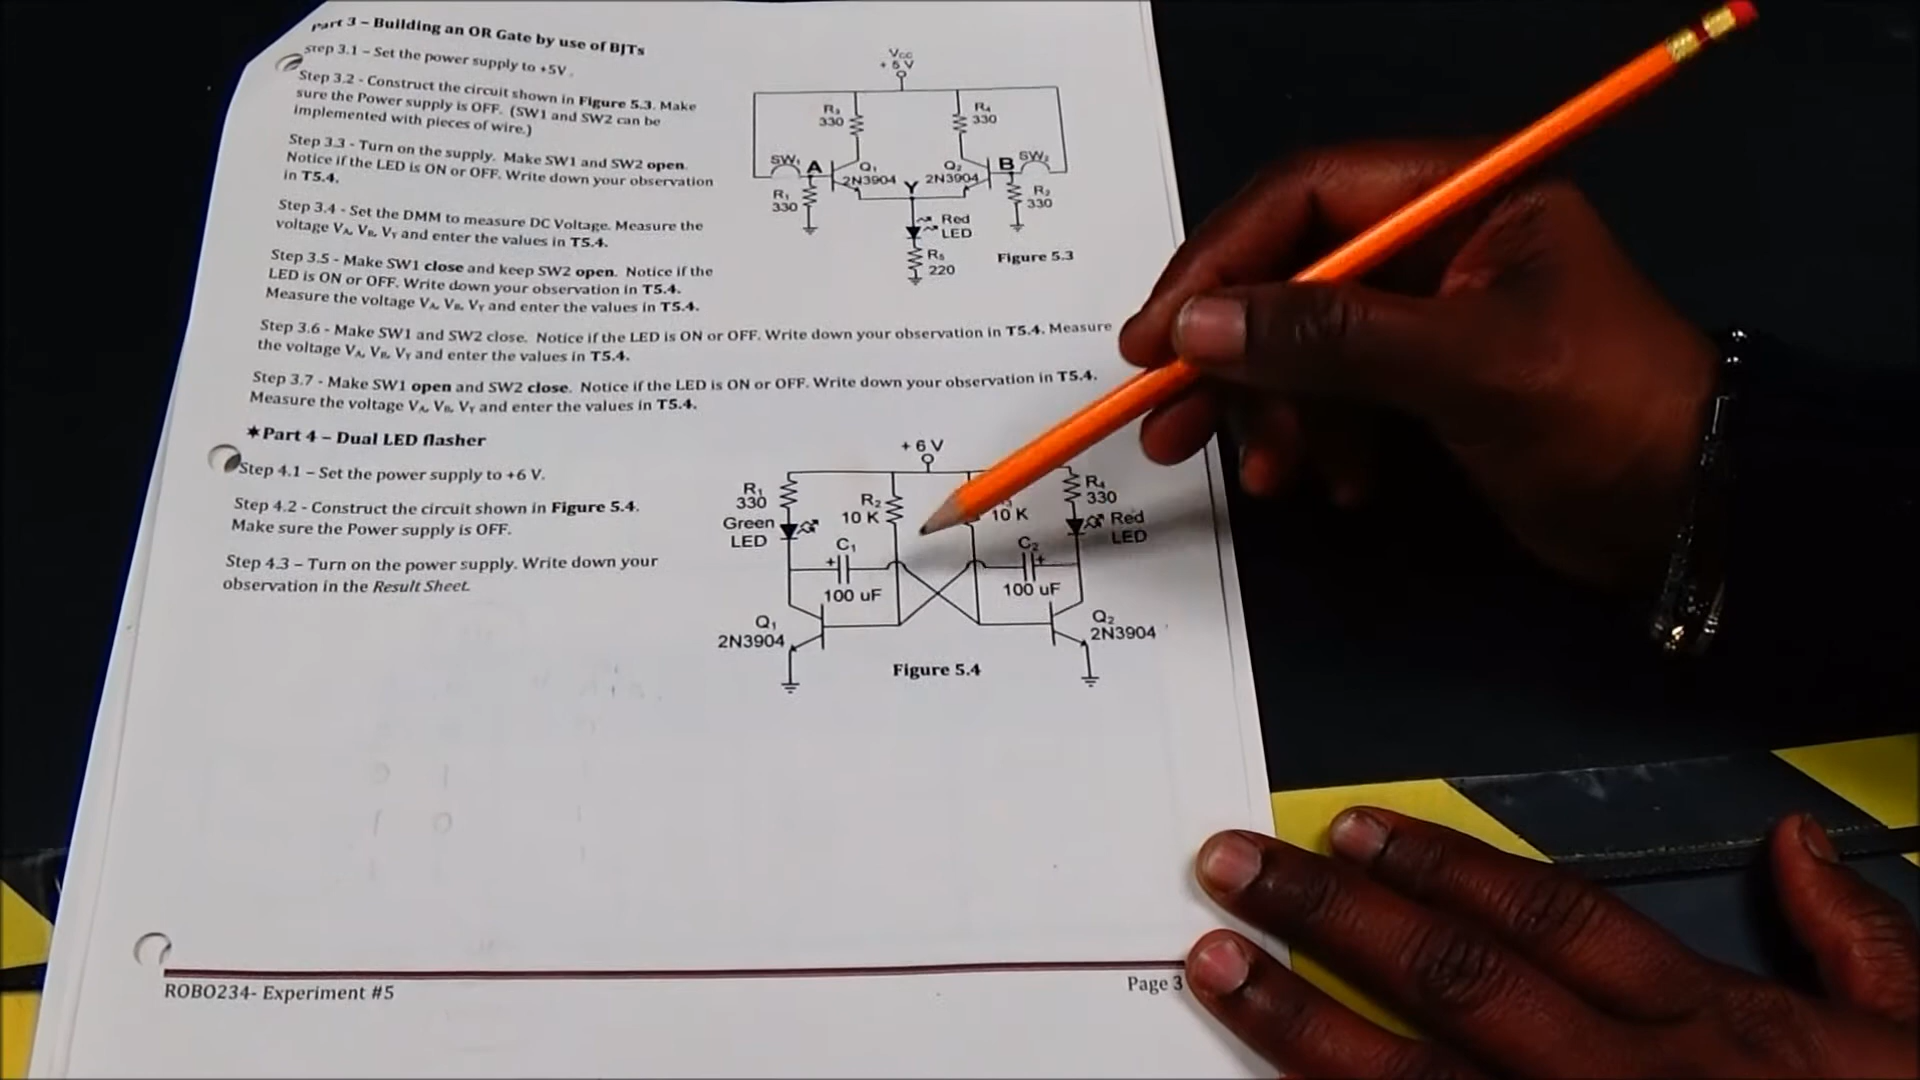 Part 3 – Building an OR Gate by use of BJTs
Step 3.1 – Set the power supply to +5V.
Step 3.2 - Construct the circuit shown in Figure 5.3. Make
sure the Power supply is OFF. (SW1 and SW2 can be
implemented with pieces of wire.)
Step 3.3 - Turn on the supply. Make SW1 and SW2 open.
Notice if the LED is ON or OFF. Write down your observation
in T5.4.
Step 3.4 - Set the DMM to measure DC Voltage. Measure the
voltage VA, VB, VY and enter the values in T5.4.
Step 3.5 - Make SW1 close and keep SW2 open. Notice if the
LED is ON or OFF. Write down your observation in T5.4.
Measure the voltage VA, VB, VY and enter the values in T5.4.
VCC
+ 5 V
R3
330
R4
330
SW1
A
Q1
2N3904
Y
Q2
2N3904
B
SW2
R1
330
R2
330
Red
LED
R5
220
Figure 5.3
Step 3.6 - Make SW1 and SW2 close. Notice if the LED is ON or OFF. Write down your observation in T5.4. Measure
the voltage VA, VB, VY and enter the values in T5.4.
Step 3.7 - Make SW1 open and SW2 close. Notice if the LED is ON or OFF. Write down your observation in T5.4.
Measure the voltage VA, VB, VY and enter the values in T5.4.
*Part 4 – Dual LED flasher
Step 4.1 – Set the power supply to +6 V.
Step 4.2 - Construct the circuit shown in Figure 5.4.
Make sure the Power supply is OFF.
Step 4.3 – Turn on the power supply. Write down your
observation in the Result Sheet.
+ 6 V
R1
330
Green
LED
R2
10 K
10 K
R4
330
Red
LED
C1
+
100 uF
C2
+
100 uF
Q1
2N3904
Q2
2N3904
Figure 5.4
ROBO234- Experiment #5
Page 3